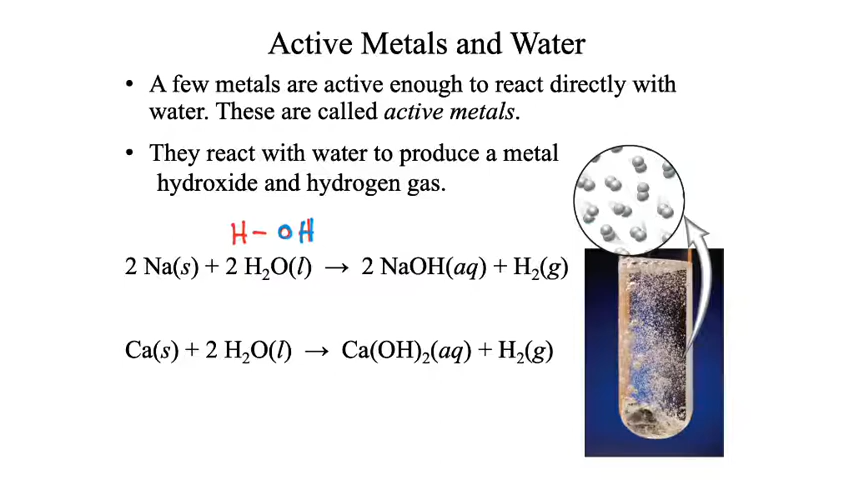 Active Metals and Water
• A few metals are active enough to react directly with
water. These are called active metals.
• They react with water to produce a metal
hydroxide and hydrogen gas.
H – OH
2 Na(s) + 2 H₂O(l) → 2 NaOH(aq) + H₂(g)
Ca(s) + 2 H₂O(l) → Ca(OH)₂(aq) + H₂(g)